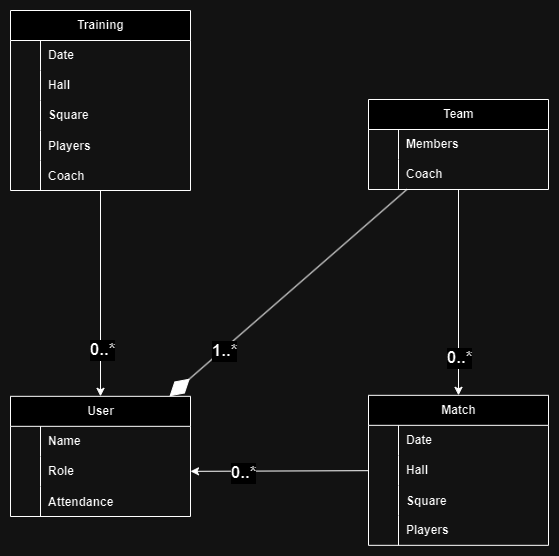 Training
Date
Hall
Square
Players
Coach
Team
Members
Coach
1..*
0..*
0..*
User
Name
Role
Attendance
0..*
Match
Date
Hall
Square
Players